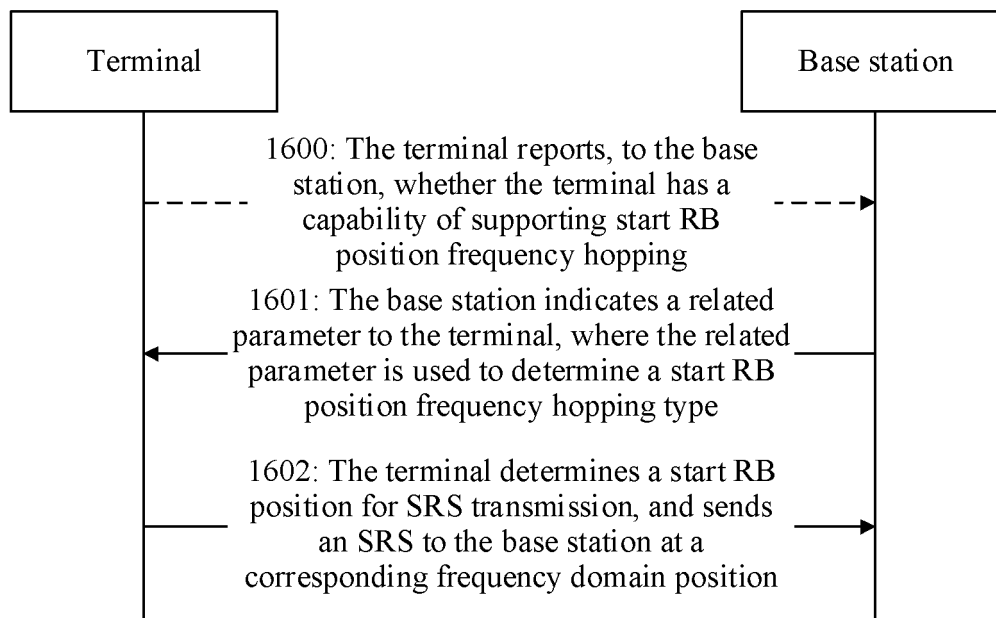 Terminal
Base station
1600: The terminal reports, to the base
station, whether the terminal has a
capability of supporting start RB
position frequency hopping
1601: The base station indicates a related
parameter to the terminal, where the related
parameter is used to determine a start RB
position frequency hopping type
1602: The terminal determines a start RB
position for SRS transmission, and sends
an SRS to the base station at a
corresponding frequency domain position